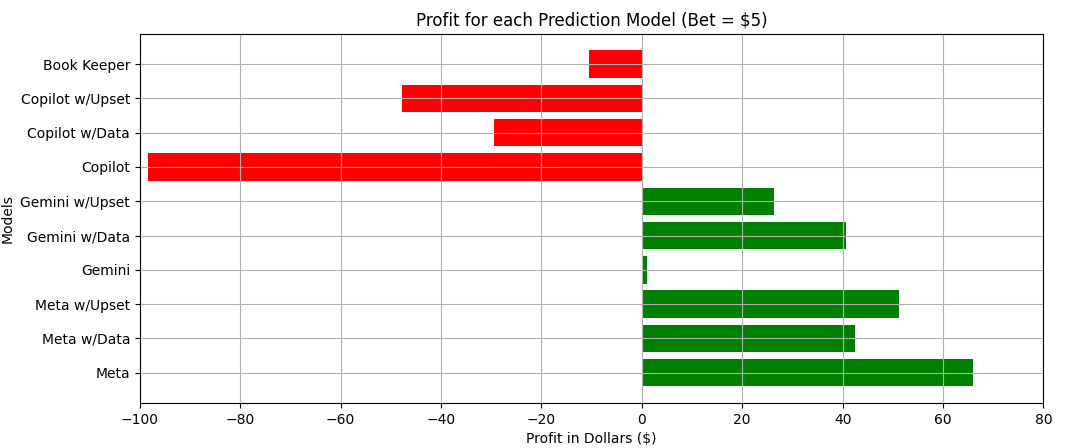 Profit for each Prediction Model (Bet = $5)
Models
Book Keeper
Copilot w/Upset
Copilot w/Data
Copilot
Gemini w/Upset
Gemini w/Data
Gemini
Meta w/Upset
Meta w/Data
Meta
−100 −80 −60 −40 −20 0 20 40 60 80
Profit in Dollars ($)